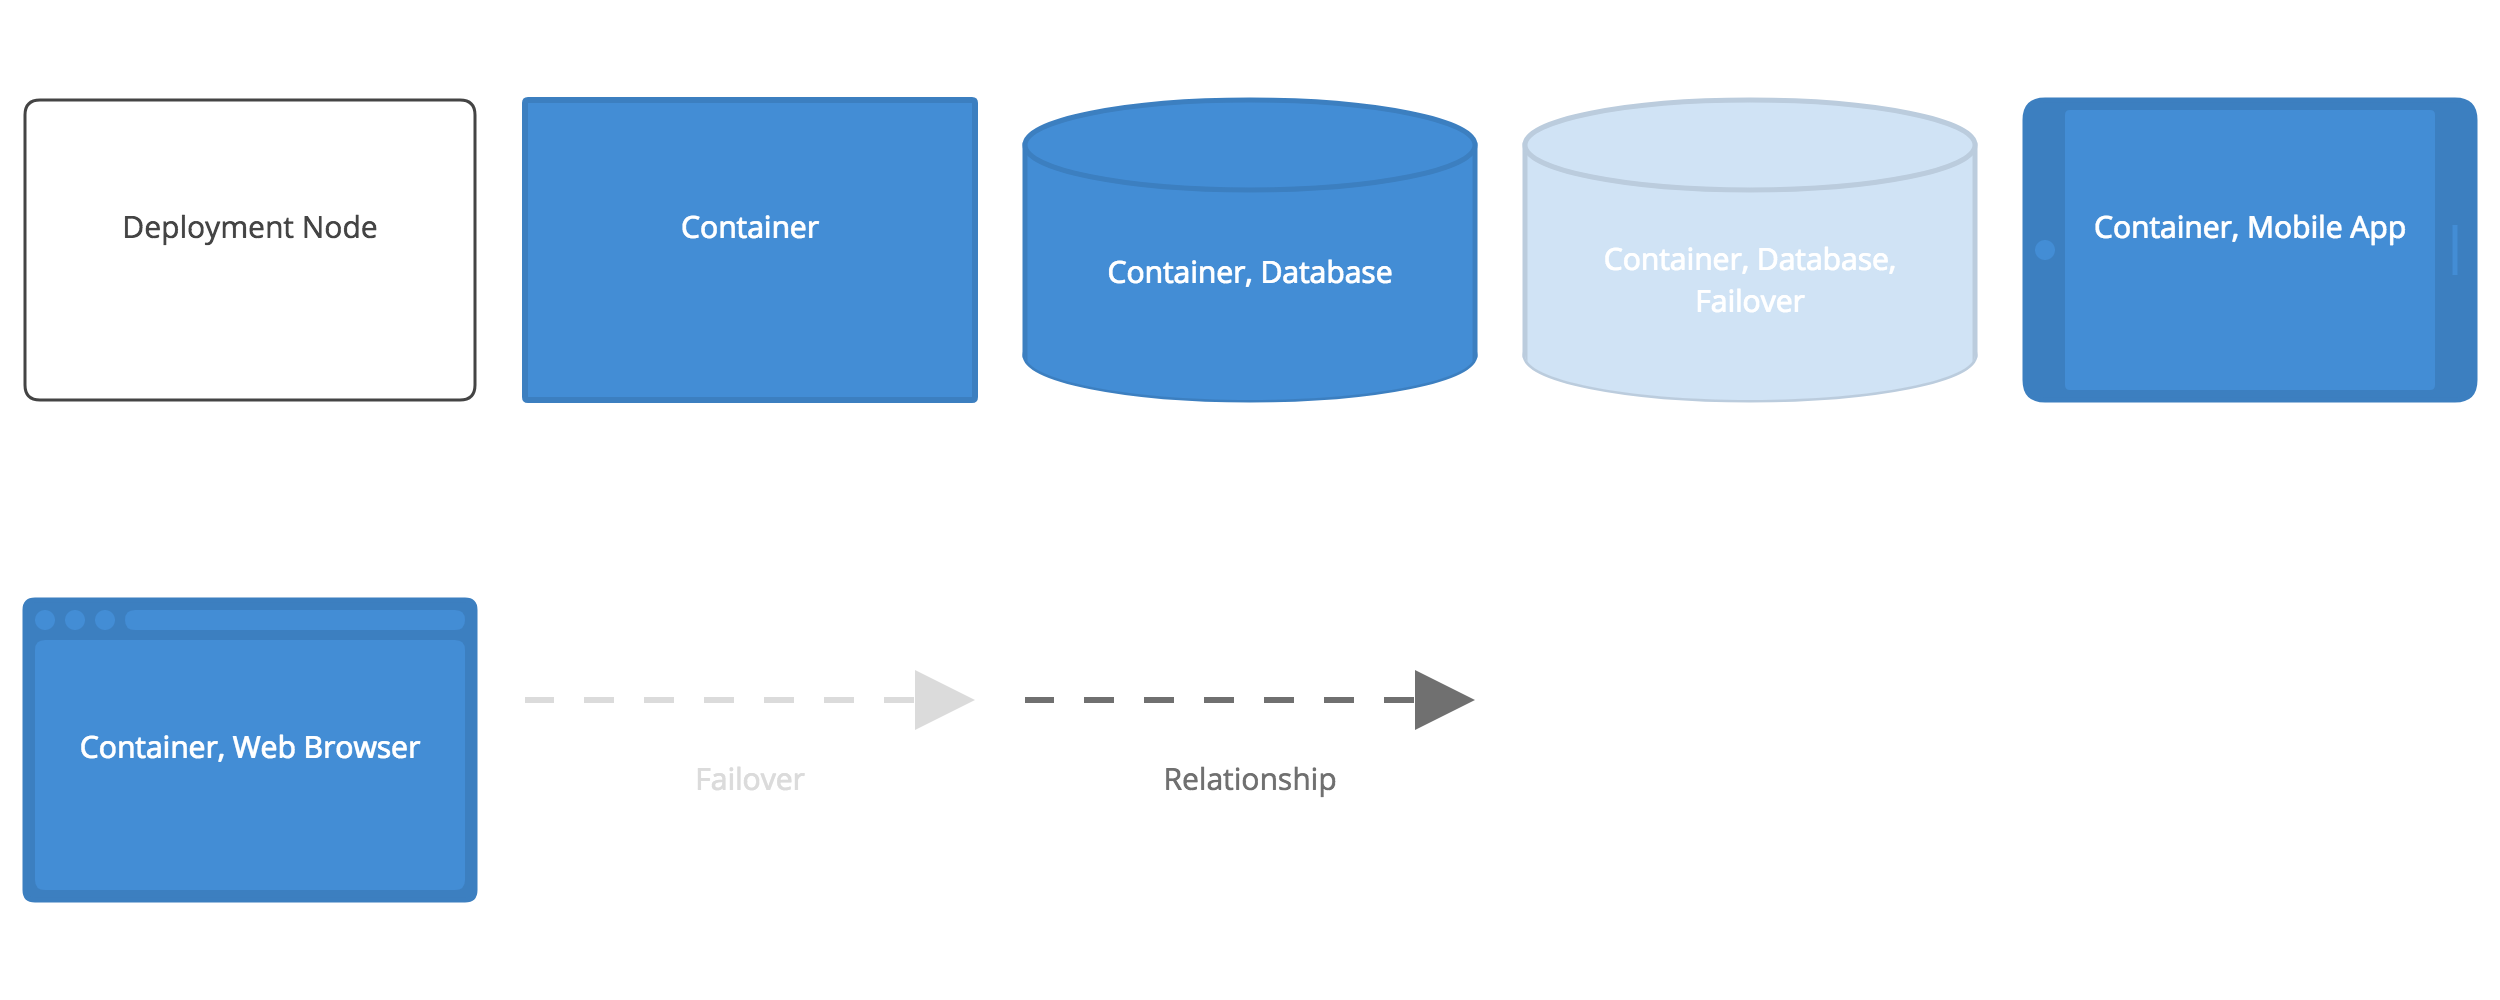 Deployment Node
Container
Container, Database
Container, Database,
Failover
Container, Mobile App
Container, Web Browser
Failover
Relationship